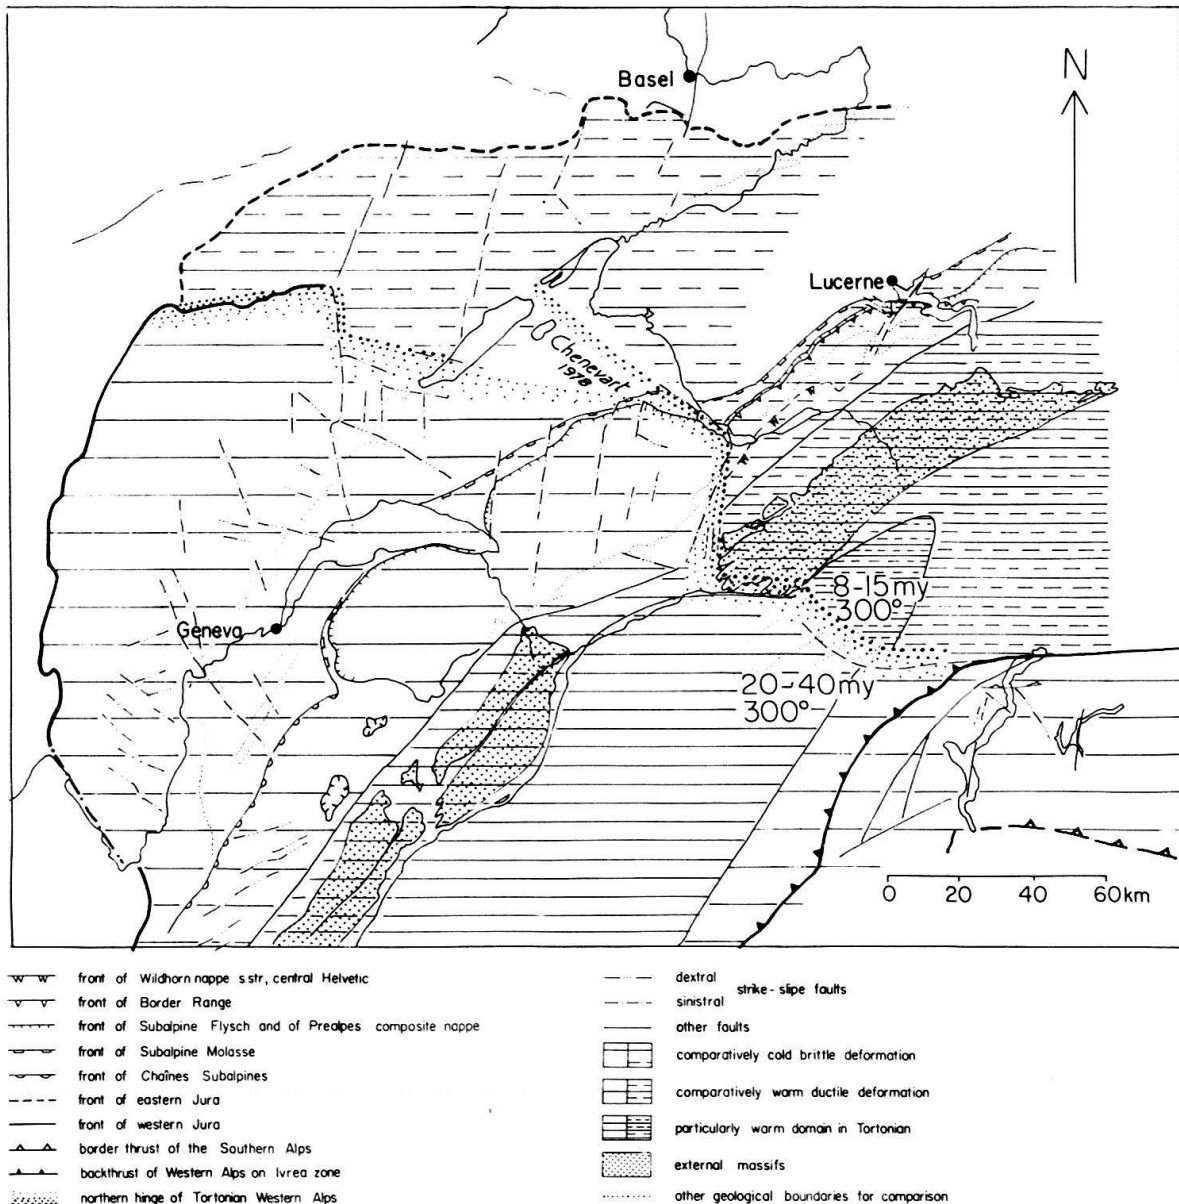 Basel
N
Lucerne
Chenevart
1978
8-15my
300°
Geneva
20-40my
300°
0 20 40 60km
front of Wildhorn nappe s.str., central Helvetic
front of Border Range
front of Subalpine Flysch and of Prealpes composite nappe
front of Subalpine Molasse
front of Chaînes Subalpines
front of eastern Jura
front of western Jura
border thrust of the Southern Alps
backthrust of Western Alps on Ivrea zone
northern hinge of Tortonian Western Alps
dextral
strike-slipe faults
sinistral
other faults
comparatively cold brittle deformation
comparatively warm ductile deformation
particularly warm domain in Tortonian
external massifs
other geological boundaries for comparison